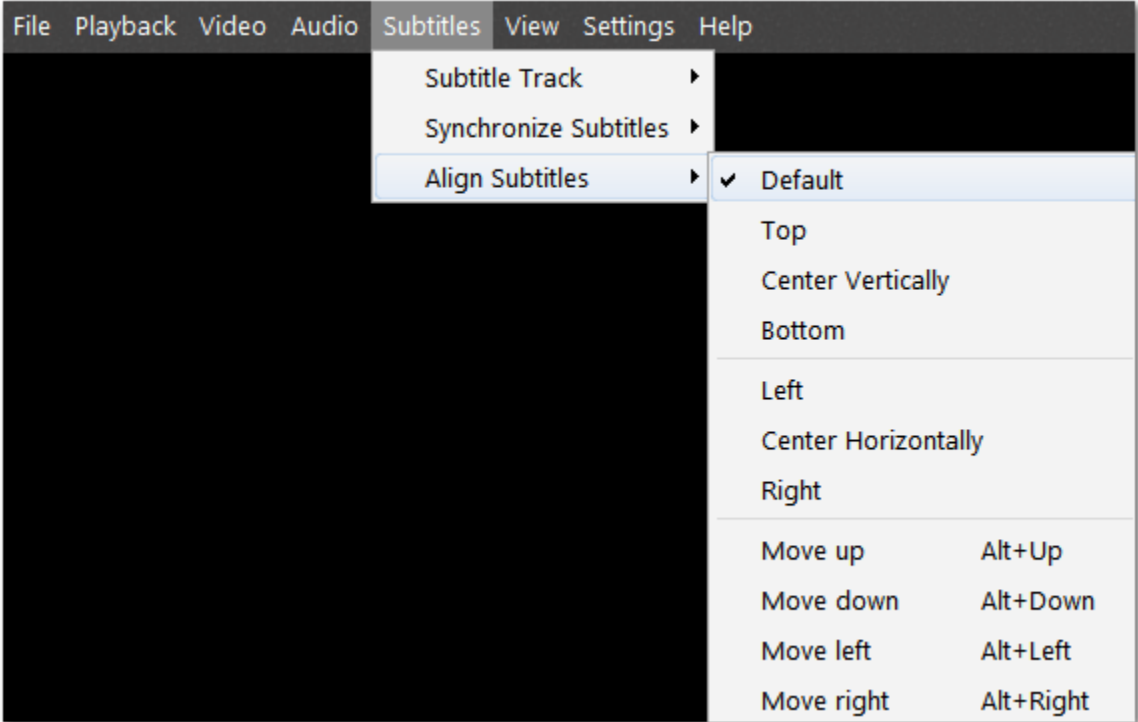 File Playback Video Audio Subtitles View Settings Help
Subtitle Track
Synchronize Subtitles
Align Subtitles
Default
Top
Center Vertically
Bottom
Left
Center Horizontally
Right
Move up Alt+Up
Move down Alt+Down
Move left Alt+Left
Move right Alt+Right